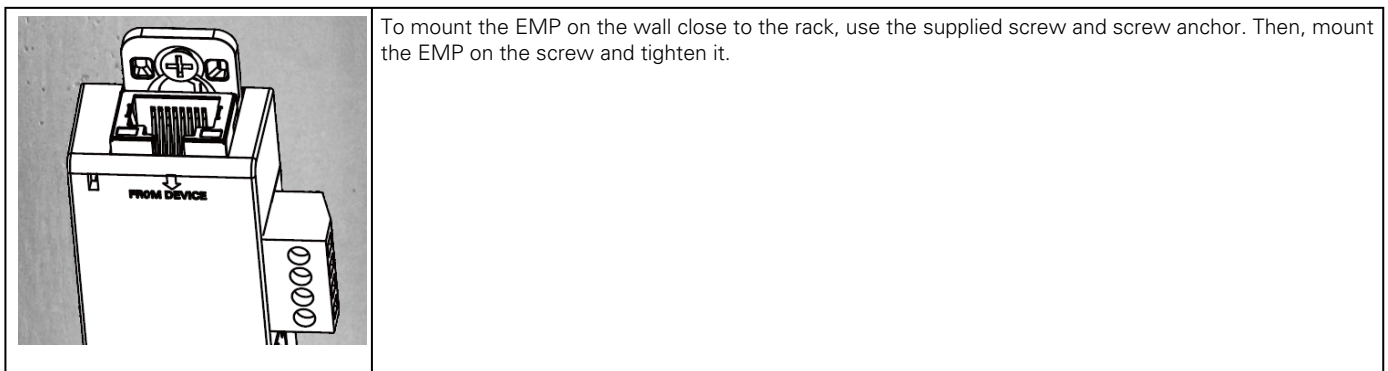 To mount the EMP on the wall close to the rack, use the supplied screw and screw anchor. Then, mount
the EMP on the screw and tighten it.
FROM DEVICE